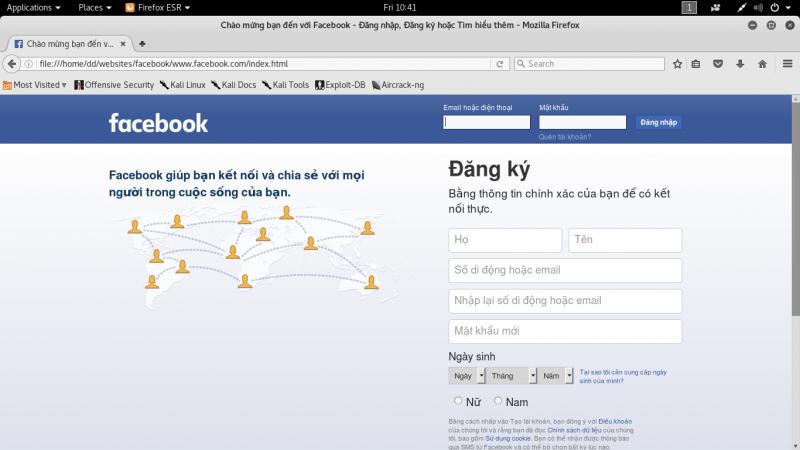 Applications
Places
Firefox ESR
Fri 10:41
1
Chào mừng bạn đến với Facebook - Đăng nhập, Đăng ký hoặc Tìm hiểu thêm - Mozilla Firefox
Chào mừng bạn đến v...
file:///home/dd/websites/facebook/www.facebook.com/index.html
Search
Most Visited
Offensive Security
Kali Linux
Kali Docs
Kali Tools
Exploit-DB
Aircrack-ng
facebook
Email hoặc điện thoại
Mật khẩu
Đăng nhập
Quên tài khoản?
Facebook giúp bạn kết nối và chia sẻ với mọi
người trong cuộc sống của bạn.
Đăng ký
Bằng thông tin chính xác của bạn để có kết
nối thực.
Họ
Tên
Số di động hoặc email
Nhập lại số di động hoặc email
Mật khẩu mới
Ngày sinh
Ngày
Tháng
Năm
Tại sao tôi cần cung cấp ngày
sinh của mình?
Nữ
Nam
Bằng cách nhấp vào Tạo tài khoản, bạn đồng ý với Điều khoản
của chúng tôi và rằng bạn đã đọc Chính sách dữ liệu của chúng
tôi, bao gồm Sử dụng cookie. Bạn có thể nhận được thông báo
qua SMS từ Facebook và có thể bỏ chọn bất kỳ lúc nào.